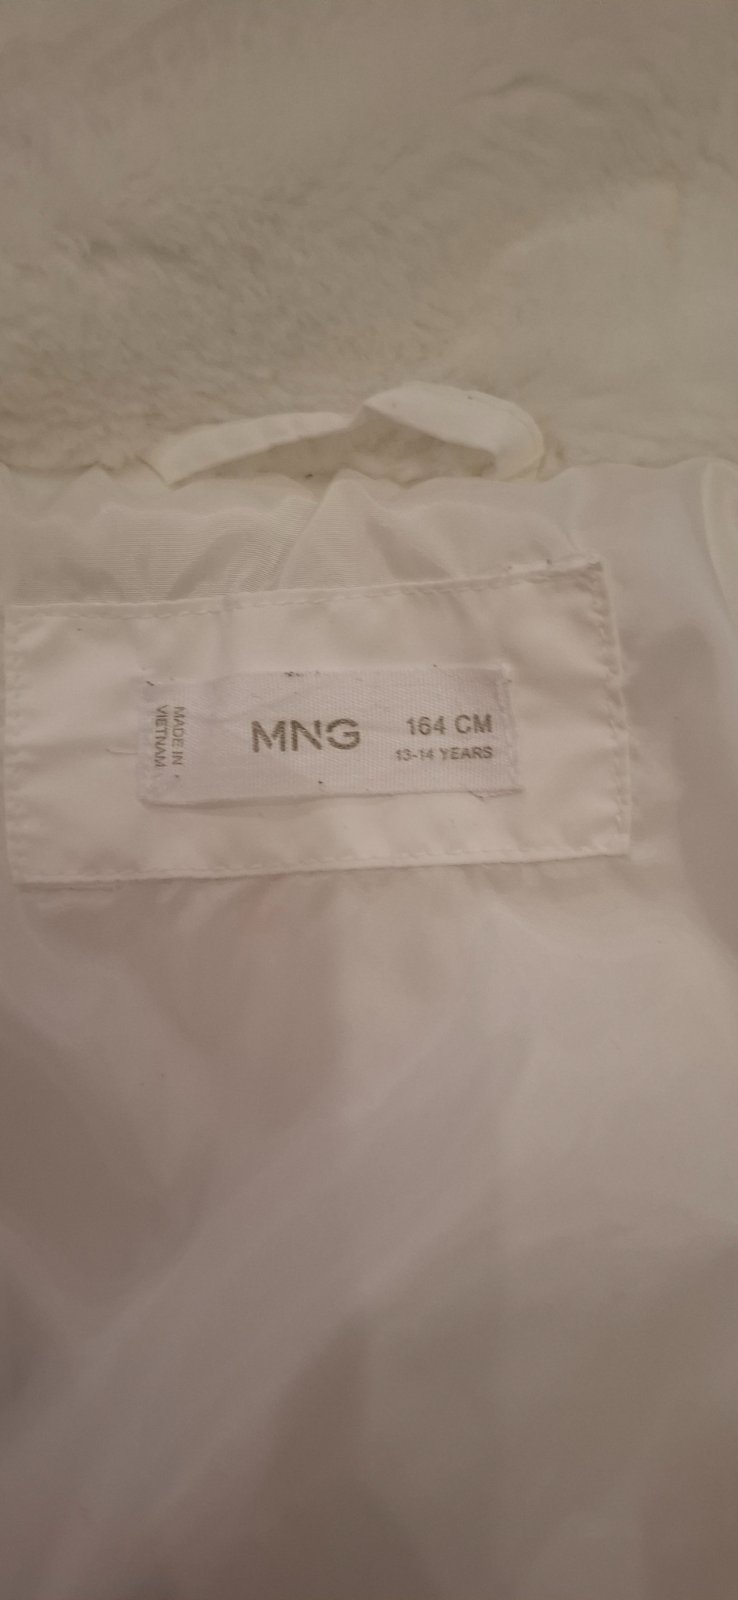 MADE IN
VIETNAM
MNG
164 CM
13-14 YEARS